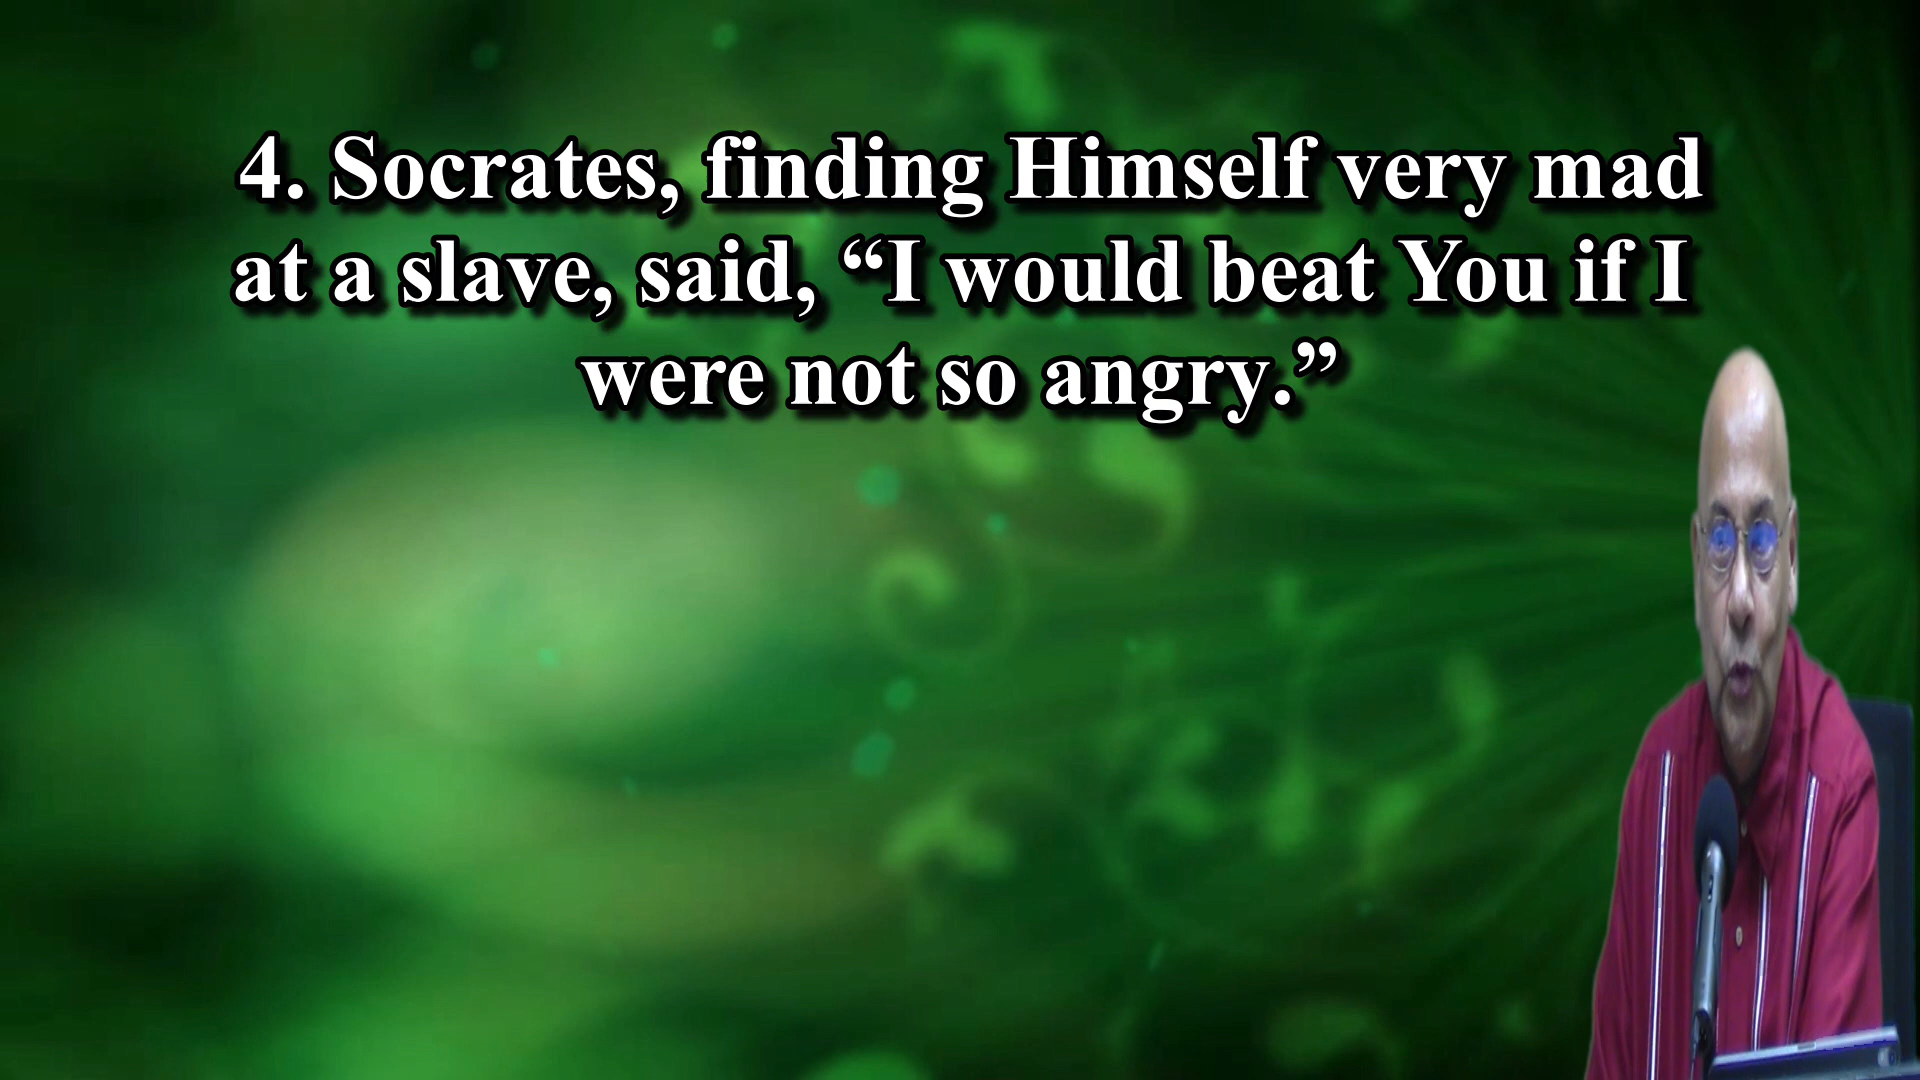 4. Socrates, finding Himself very mad
at a slave, said, “I would beat You if I
were not so angry.”